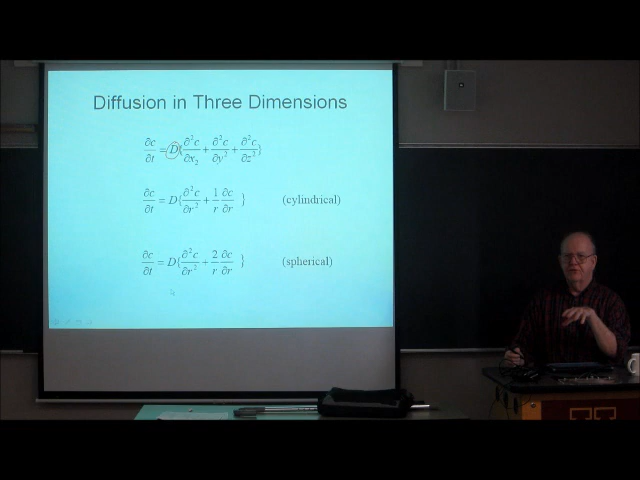 Diffusion in Three Dimensions
∂c/∂t = D{∂²c/∂x₂ + ∂²c/∂y² + ∂²c/∂z²}
∂c/∂t = D{∂²c/∂r² + 1/r ∂c/∂r } (cylindrical)
∂c/∂t = D{∂²c/∂r² + 2/r ∂c/∂r } (spherical)